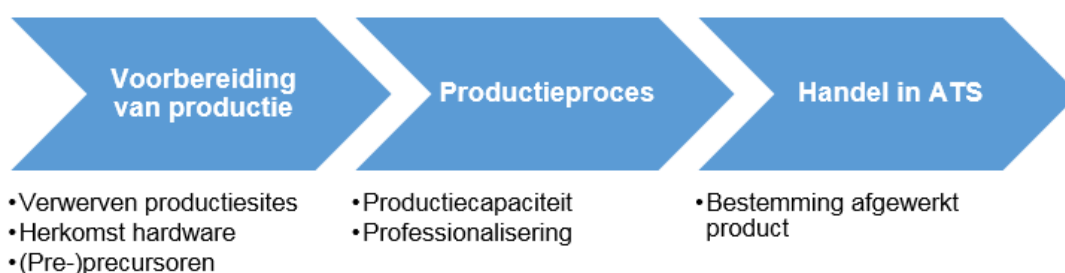 Voorbereiding
van productie
Productieproces
Handel in ATS
•Verwerven productiesites
•Herkomst hardware
•(Pre-)precursoren
•Productiecapaciteit
•Professionalisering
•Bestemming afgewerkt
product